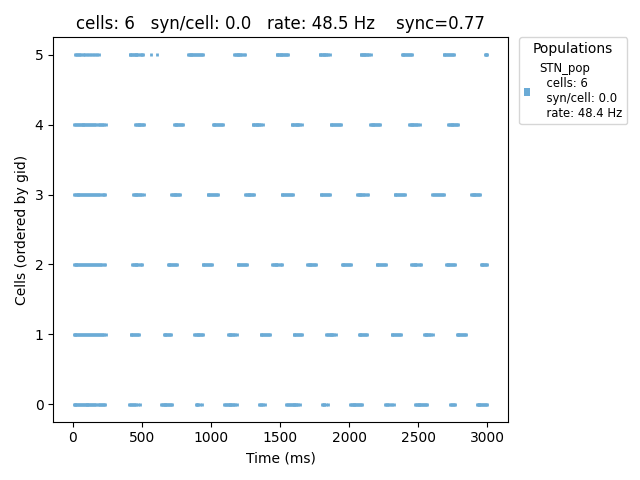 cells: 6   syn/cell: 0.0   rate: 48.5 Hz    sync=0.77
Populations
STN_pop
cells: 6
syn/cell: 0.0
rate: 48.4 Hz
Cells (ordered by gid)
5
4
3
2
1
0
0 500 1000 1500 2000 2500 3000
Time (ms)